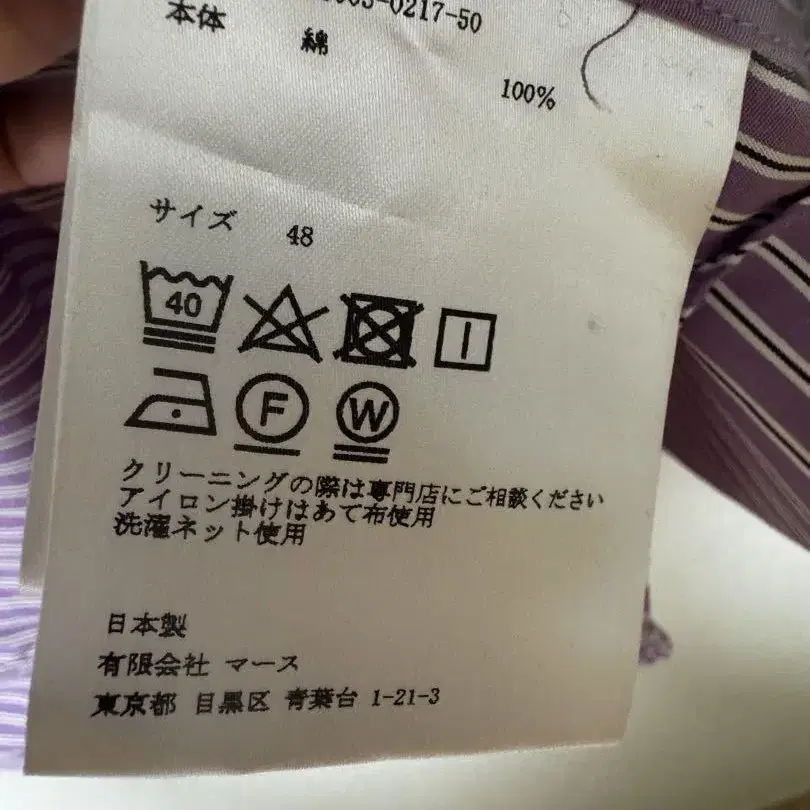 0217-50
本体 綿
100%
サイズ 48
40
F W
クリーニングの際は専門店にご相談ください
アイロン掛けはあて布使用
洗濯ネット使用
日本製
有限会社 マース
東京都 目黒区 青葉台 1-21-3